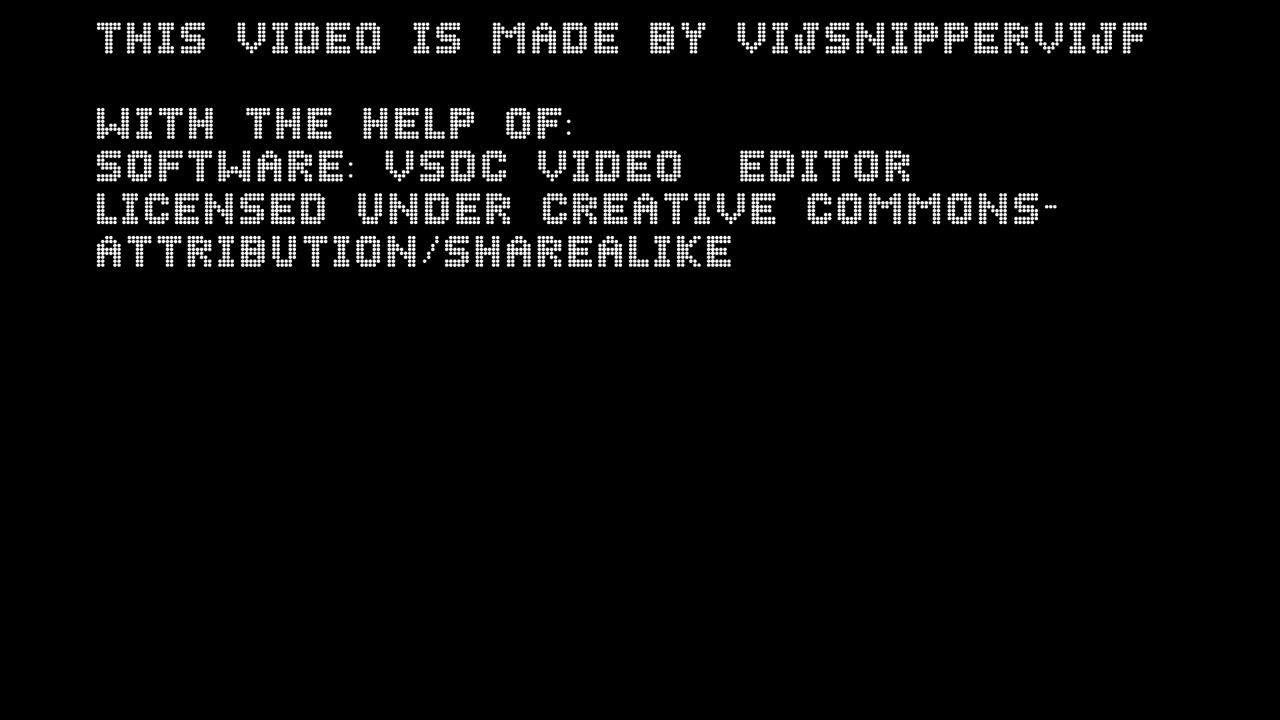 THIS VIDEO IS MADE BY VIJSNIPPERVIJF
WITH THE HELP OF:
SOFTWARE: VSDC VIDEO  EDITOR
LICENSED UNDER CREATIVE COMMONS-
ATTRIBUTION/SHAREALIKE